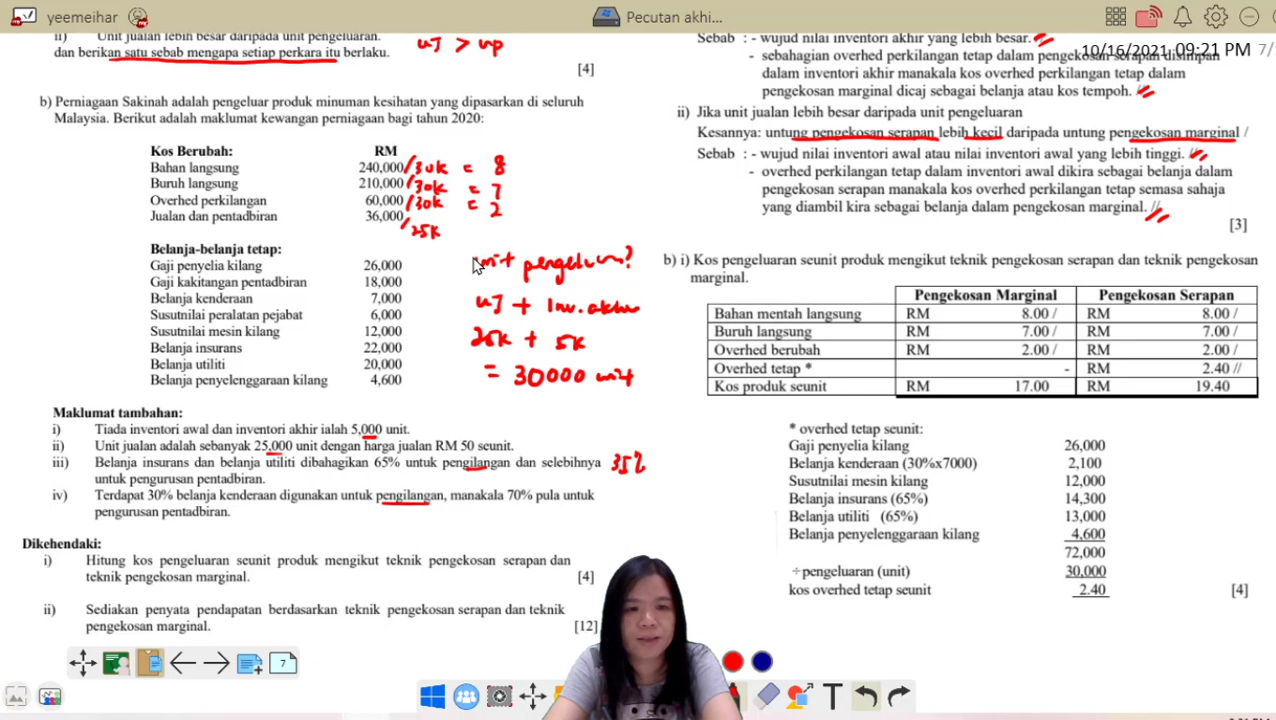 yeemeihar
Pecutan akhi...
10/16/2021 09:21 PM 7/
ii) Unit jualan lebih besar daripada unit pengeluaran.
dan berikan satu sebab mengapa setiap perkara itu berlaku.
uJ > up
[4]
b) Perniagaan Sakinah adalah pengeluar produk minuman kesihatan yang dipasarkan di seluruh
Malaysia. Berikut adalah maklumat kewangan perniagaan bagi tahun 2020:
Kos Berubah: RM
Bahan langsung 240,000 /30k = 8
Buruh langsung 210,000 /30k = 7
Overhed perkilangan 60,000 /30k = 2
Jualan dan pentadbiran 36,000 /25k
Belanja-belanja tetap:
Gaji penyelia kilang 26,000
Gaji kakitangan pentadbiran 18,000
Belanja kenderaan 7,000
Susutnilai peralatan pejabat 6,000
Susutnilai mesin kilang 12,000
Belanja insurans 22,000
Belanja utiliti 20,000
Belanja penyelenggaraan kilang 4,600
unit pengeluaran?
uJ + Inv. akhir
25k + 5k
= 30000 unit
Maklumat tambahan:
i) Tiada inventori awal dan inventori akhir ialah 5,000 unit.
ii) Unit jualan adalah sebanyak 25,000 unit dengan harga jualan RM 50 seunit.
iii) Belanja insurans dan belanja utiliti dibahagikan 65% untuk pengilangan dan selebihnya 35%
untuk pengurusan pentadbiran.
iv) Terdapat 30% belanja kenderaan digunakan untuk pengilangan, manakala 70% pula untuk
pengurusan pentadbiran.
Dikehendaki:
i) Hitung kos pengeluaran seunit produk mengikut teknik pengekosan serapan dan
teknik pengekosan marginal. [4]
ii) Sediakan penyata pendapatan berdasarkan teknik pengekosan serapan dan teknik
pengekosan marginal. [12]
Sebab : - wujud nilai inventori akhir yang lebih besar.
- sebahagian overhed perkilangan tetap dalam pengekosan serapan disimpan
dalam inventori akhir manakala kos overhed perkilangan tetap dalam
pengekosan marginal dicaj sebagai belanja atau kos tempoh. //
ii) Jika unit jualan lebih besar daripada unit pengeluaran
Kesannya: untung pengekosan serapan lebih kecil daripada untung pengekosan marginal /
Sebab : - wujud nilai inventori awal atau nilai inventori awal yang lebih tinggi. //
- overhed perkilangan tetap dalam inventori awal dikira sebagai belanja dalam
pengekosan serapan manakala kos overhed perkilangan tetap semasa sahaja
yang diambil kira sebagai belanja dalam pengekosan marginal. //
[3]
b) i) Kos pengeluaran seunit produk mengikut teknik pengekosan serapan dan teknik pengekosan
marginal.
Pengekosan Marginal Pengekosan Serapan
Bahan mentah langsung RM 8.00 / RM 8.00 /
Buruh langsung RM 7.00 / RM 7.00 /
Overhed berubah RM 2.00 / RM 2.00 /
Overhed tetap * - RM 2.40 //
Kos produk seunit RM 17.00 RM 19.40
* overhed tetap seunit:
Gaji penyelia kilang 26,000
Belanja kenderaan (30%x7000) 2,100
Susutnilai mesin kilang 12,000
Belanja insurans (65%) 14,300
Belanja utiliti (65%) 13,000
Belanja penyelenggaraan kilang 4,600
72,000
÷pengeluaran (unit) 30,000
kos overhed tetap seunit 2.40 [4]
7
T